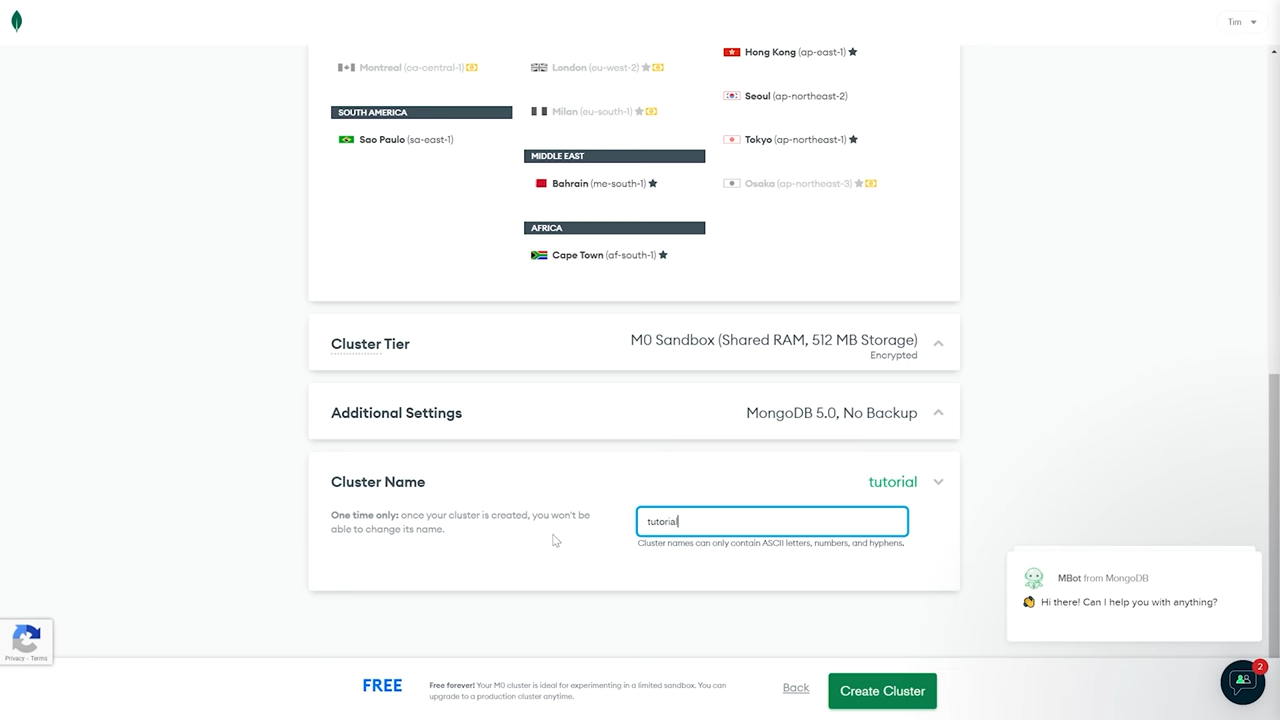 Tim
Montreal (ca-central-1)
SOUTH AMERICA
Sao Paulo (sa-east-1)
London (eu-west-2)
Milan (eu-south-1)
MIDDLE EAST
Bahrain (me-south-1)
AFRICA
Cape Town (af-south-1)
Hong Kong (ap-east-1)
Seoul (ap-northeast-2)
Tokyo (ap-northeast-1)
Osaka (ap-northeast-3)
Cluster Tier
M0 Sandbox (Shared RAM, 512 MB Storage)
Encrypted
Additional Settings
MongoDB 5.0, No Backup
Cluster Name
tutorial
One time only: once your cluster is created, you won't be
able to change its name.
tutorial
Cluster names can only contain ASCII letters, numbers, and hyphens.
MBot from MongoDB
Hi there! Can I help you with anything?
Privacy - Terms
FREE
Free forever! Your M0 cluster is ideal for experimenting in a limited sandbox. You can
upgrade to a production cluster anytime.
Back
Create Cluster
2